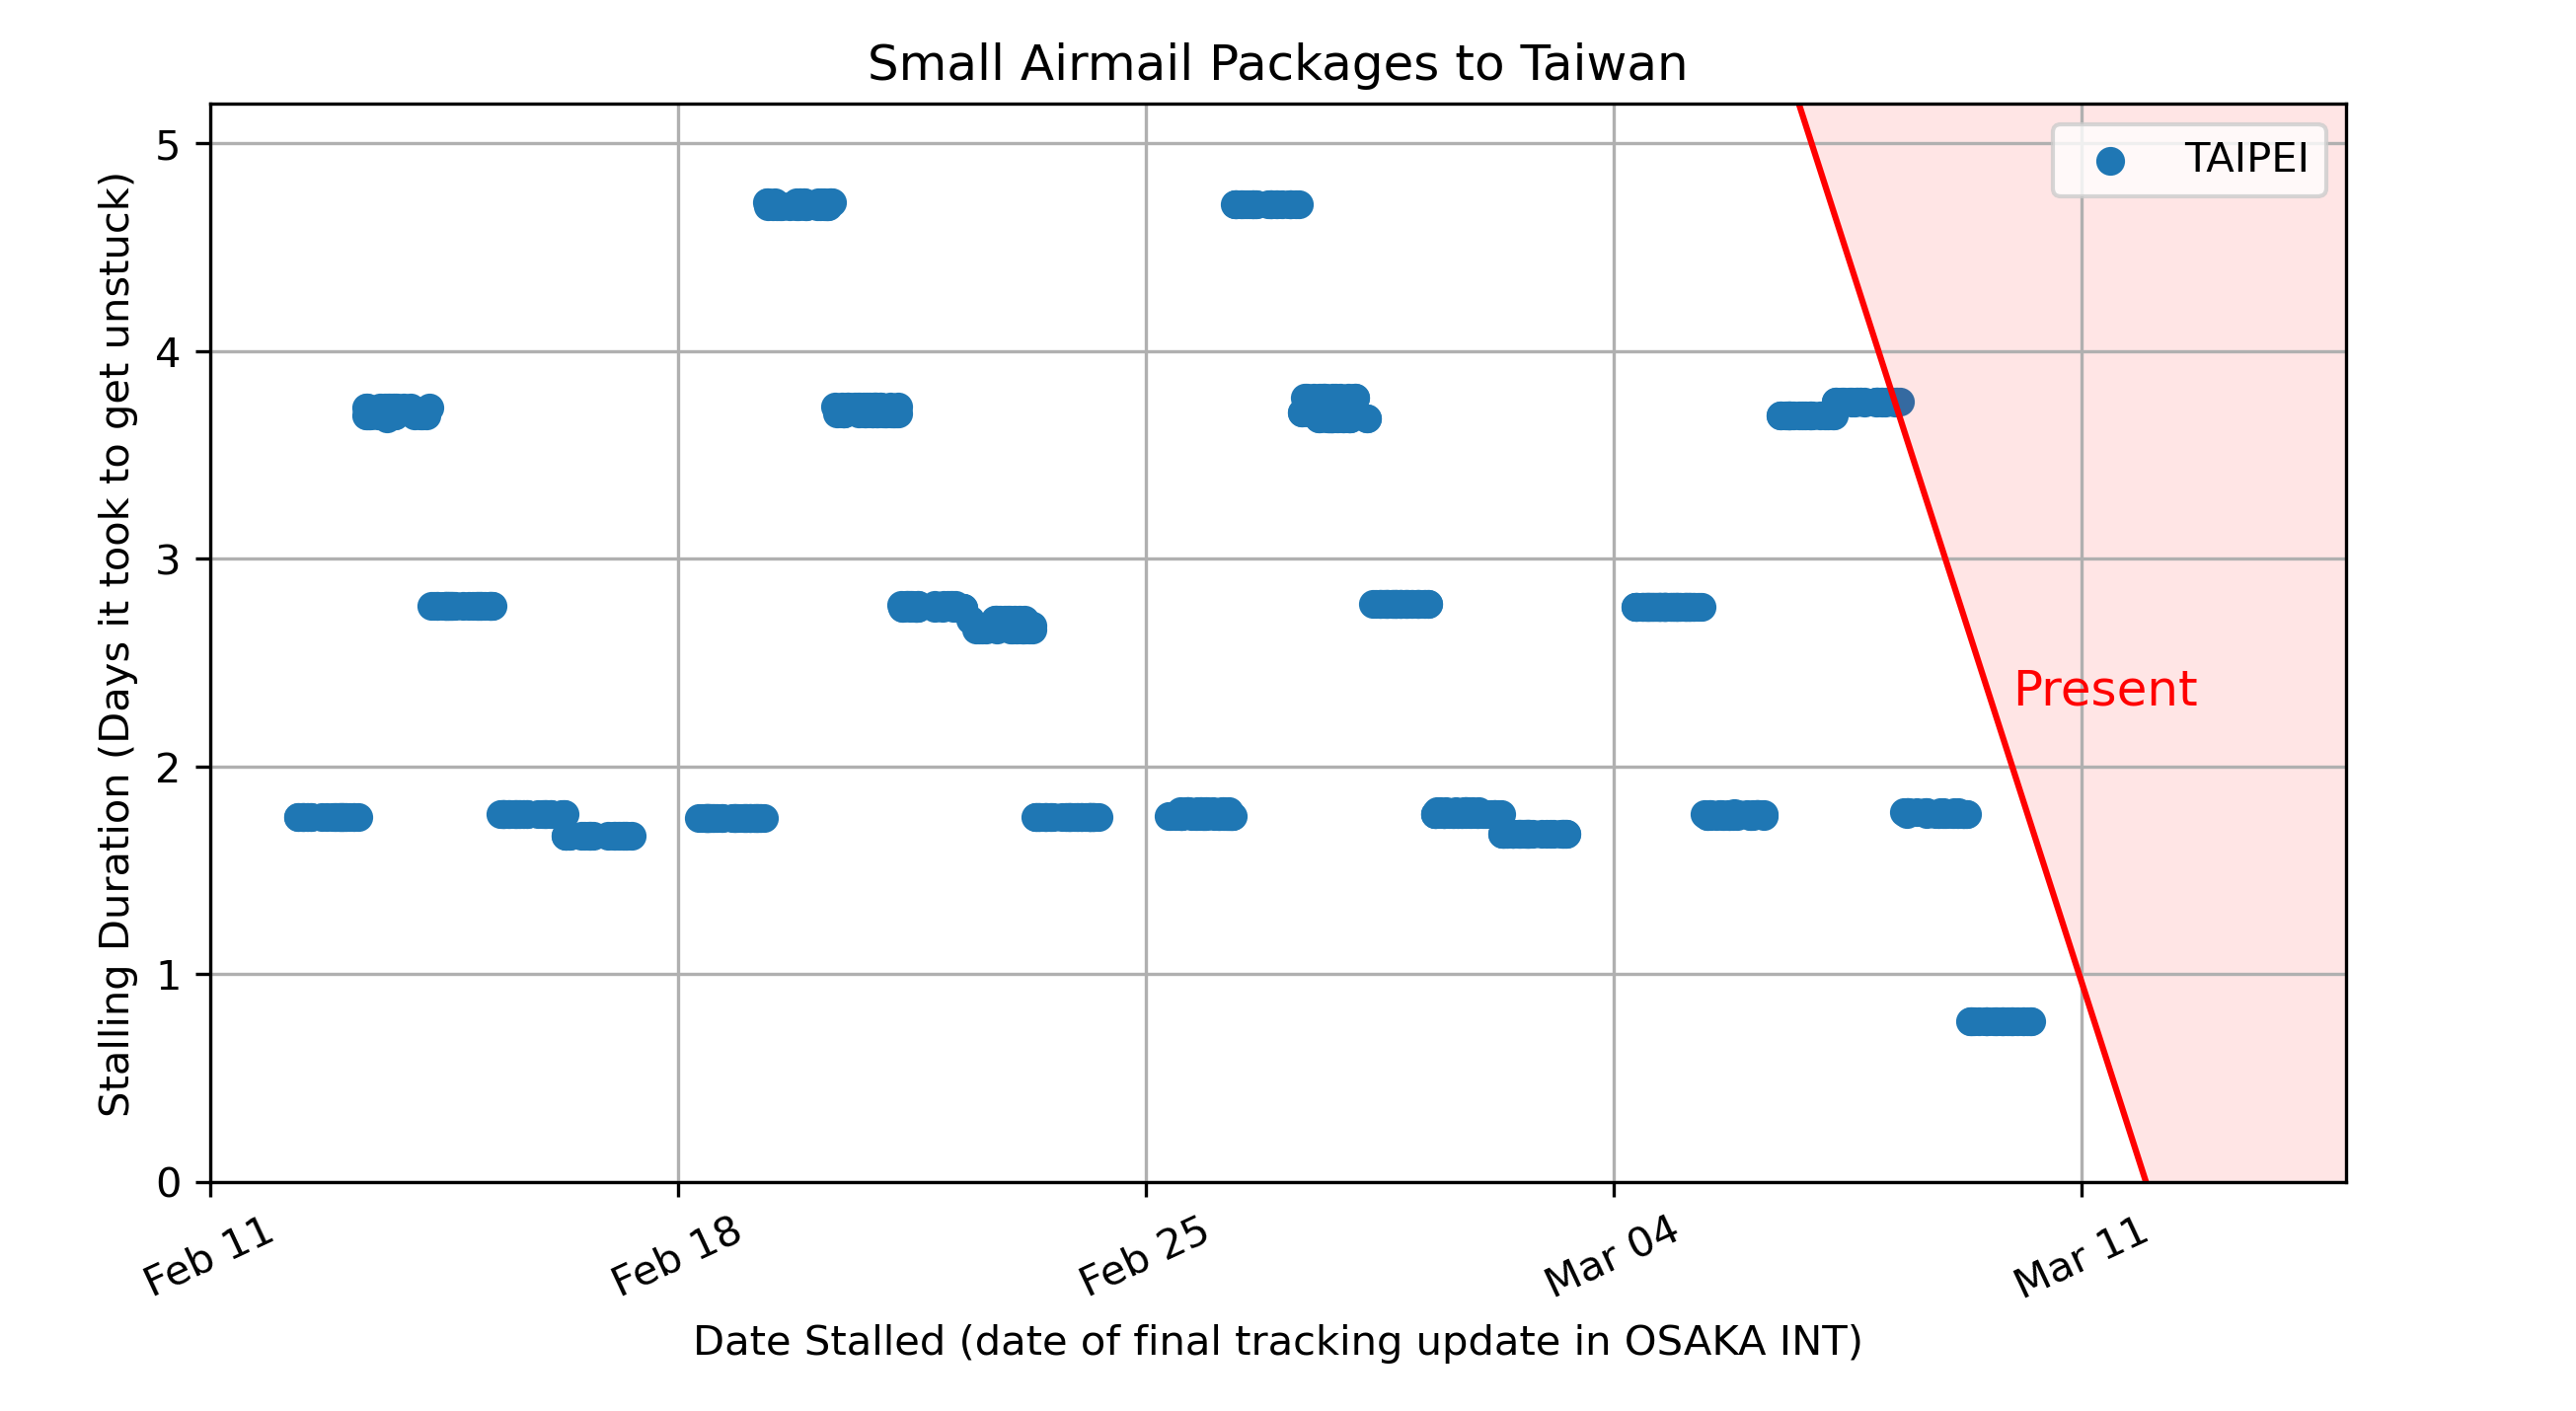 Small Airmail Packages to Taiwan
Stalling Duration (Days it took to get unstuck)
5
4
3
2
1
0
TAIPEI
Present
Feb 11
Feb 18
Feb 25
Mar 04
Mar 11
Date Stalled (date of final tracking update in OSAKA INT)